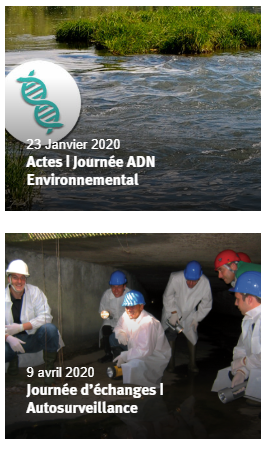 23 Janvier 2020
Actes | Journée ADN
Environnemental
9 avril 2020
Journée d'échanges |
Autosurveillance